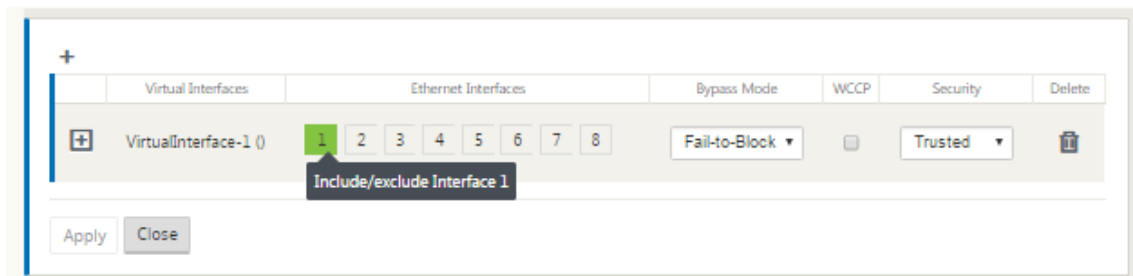 +
Virtual Interfaces Ethernet Interfaces Bypass Mode WCCP Security Delete
VirtualInterface-1 () 1 2 3 4 5 6 7 8 Fail-to-Block Trusted
Include/exclude Interface 1
Apply Close